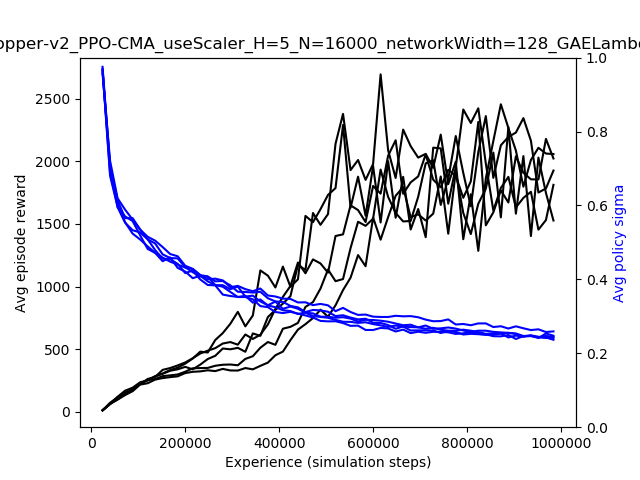 opper-v2_PPO-CMA_useScaler_H=5_N=16000_networkWidth=128_GAELamb
2500
2000
1500
1000
500
0
Avg episode reward
1.0
0.8
0.6
0.4
0.2
0.0
Avg policy sigma
0 200000 400000 600000 800000 1000000
Experience (simulation steps)